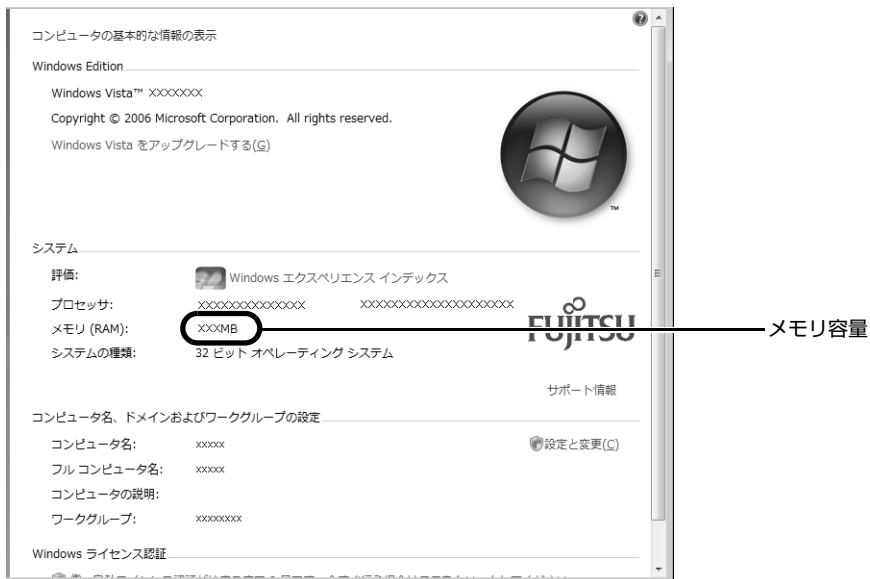 コンピュータの基本的な情報の表示
Windows Edition
Windows Vista™ XXXXXXX
Copyright © 2006 Microsoft Corporation. All rights reserved.
Windows Vista をアップグレードする(G)
TM
システム
評価: Windows エクスペリエンス インデックス
プロセッサ: XXXXXXXXXXXXXX XXXXXXXXXXXXXXXXXXXX
メモリ (RAM): XXXMB メモリ容量
FUJITSU
システムの種類: 32 ビット オペレーティング システム
サポート情報
コンピュータ名、ドメインおよびワークグループの設定
コンピュータ名: xxxxx 設定と変更(C)
フル コンピュータ名: xxxxx
コンピュータの説明:
ワークグループ: xxxxxxxx
Windows ライセンス認証